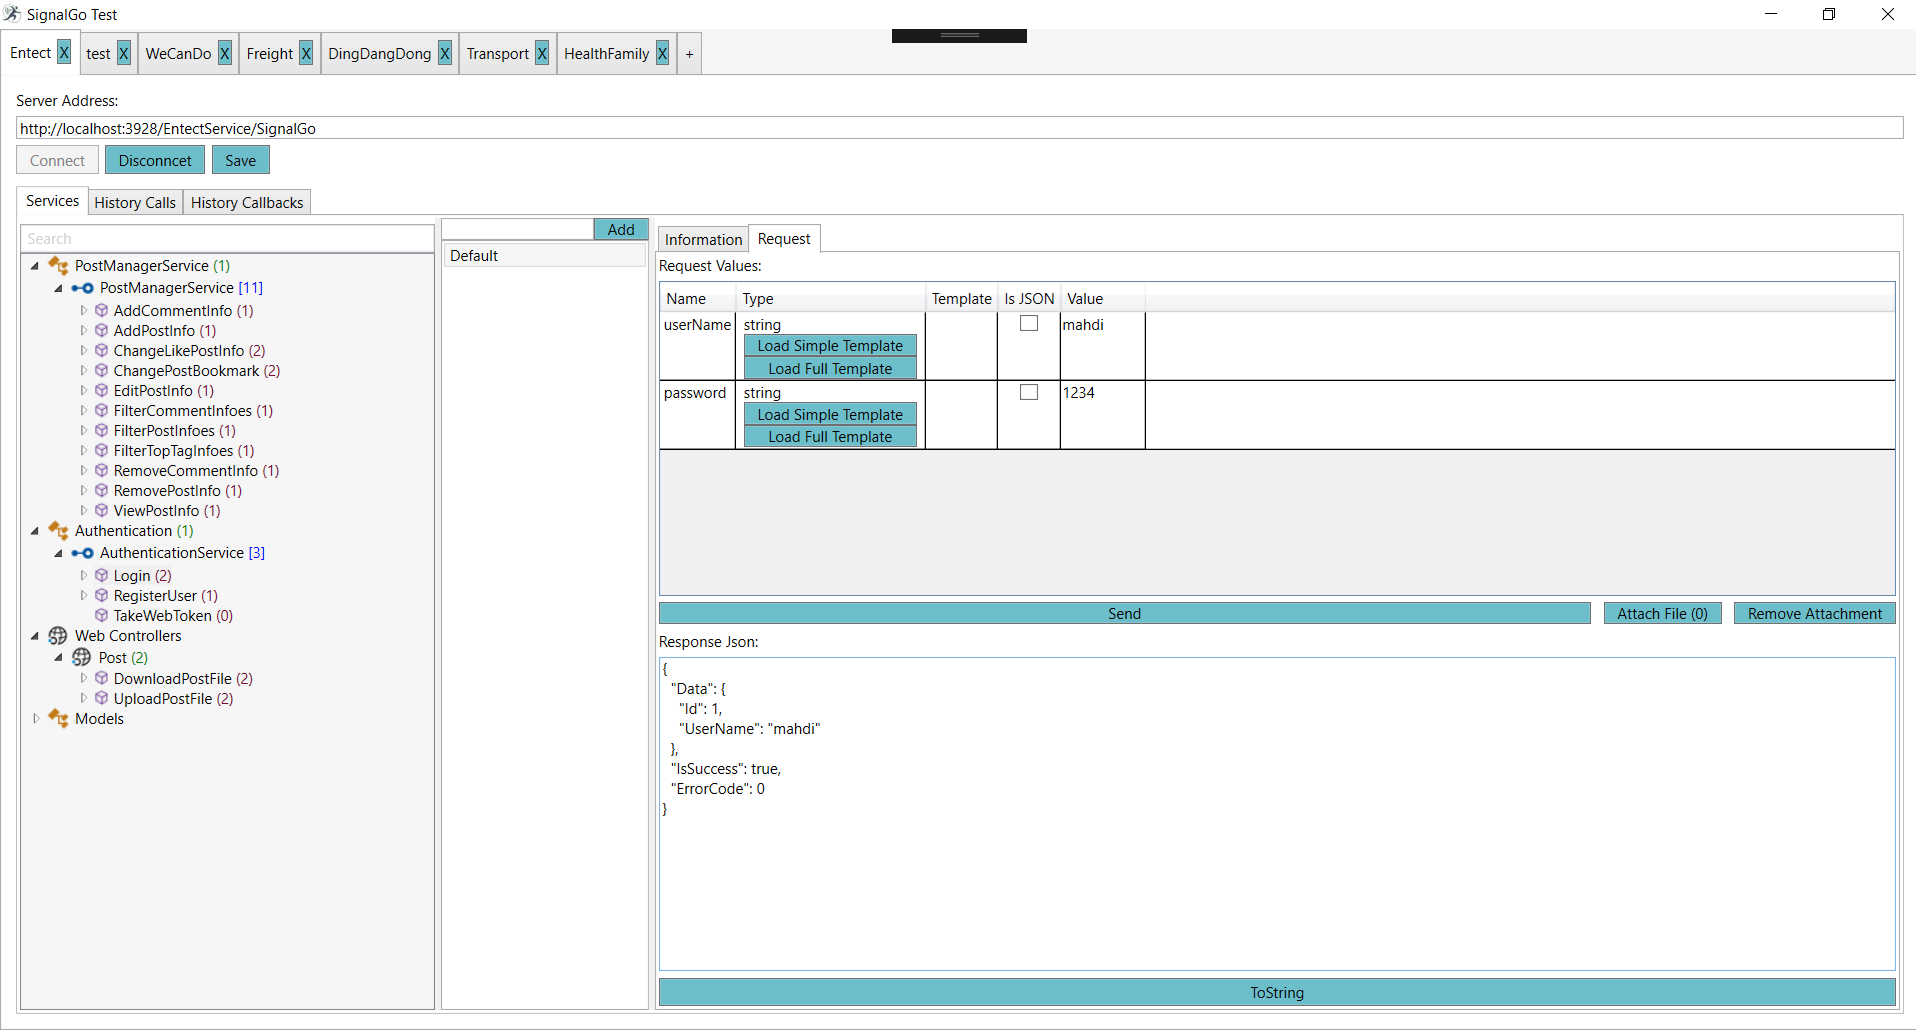 SignalGo Test
Entect X test X WeCanDo X Freight X DingDangDong X Transport X HealthFamily X +
Server Address:
http://localhost:3928/EntectService/SignalGo
Connect Disconncet Save
Services History Calls History Callbacks
Search
PostManagerService (1)
PostManagerService [11]
AddCommentInfo (1)
AddPostInfo (1)
ChangeLikePostInfo (2)
ChangePostBookmark (2)
EditPostInfo (1)
FilterCommentInfoes (1)
FilterPostInfoes (1)
FilterTopTagInfoes (1)
RemoveCommentInfo (1)
RemovePostInfo (1)
ViewPostInfo (1)
Authentication (1)
AuthenticationService [3]
Login (2)
RegisterUser (1)
TakeWebToken (0)
Web Controllers
Post (2)
DownloadPostFile (2)
UploadPostFile (2)
Models
Add
Default
Information Request
Request Values:
Name Type Template Is JSON Value
userName string mahdi
Load Simple Template
Load Full Template
password string 1234
Load Simple Template
Load Full Template
Send Attach File (0) Remove Attachment
Response Json:
{
"Data": {
"Id": 1,
"UserName": "mahdi"
},
"IsSuccess": true,
"ErrorCode": 0
}
ToString